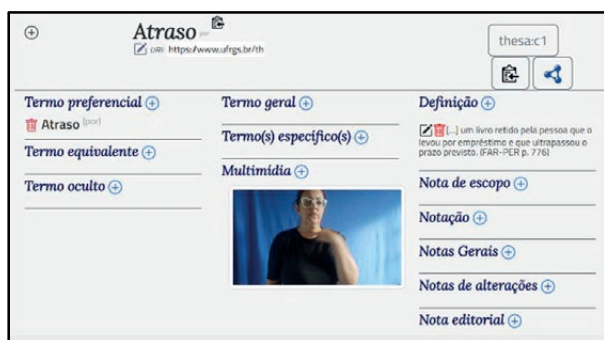 Atraso por
URI: https://www.ufrgs.br/th
thesa:c1
Termo preferencial
Atraso (por)
Termo equivalente
Termo oculto
Termo geral
Termo(s) específico(s)
Multimídia
Definição
[...] um livro retido pela pessoa que o
levou por empréstimo e que ultrapassou o
prazo previsto. (FAR-PER p. 776)
Nota de escopo
Notação
Notas Gerais
Notas de alterações
Nota editorial